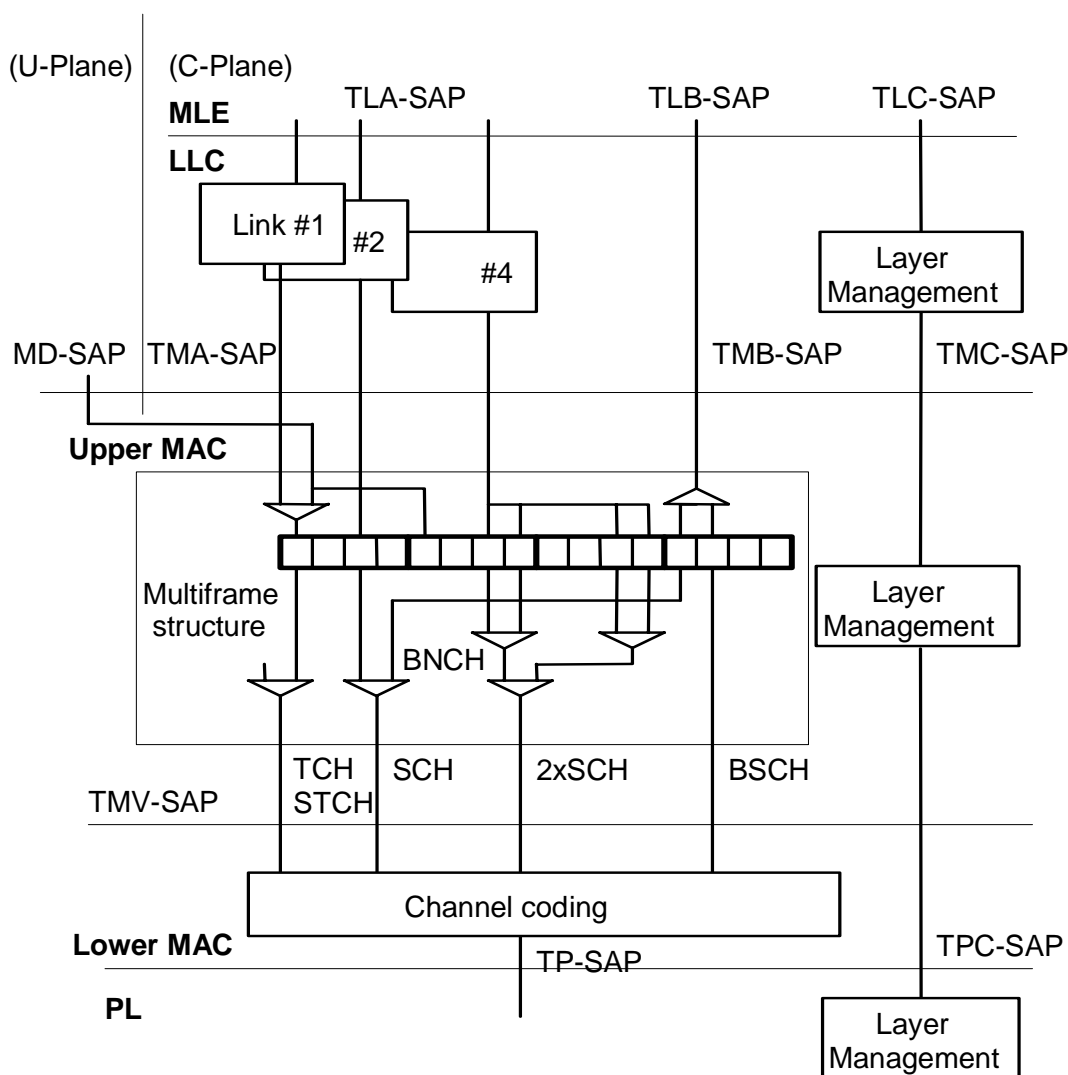 (U-Plane)
(C-Plane)
TLA-SAP
TLB-SAP
TLC-SAP
MLE
LLC
Link #1
#2
#4
Layer
Management
MD-SAP
TMA-SAP
TMB-SAP
TMC-SAP
Upper MAC
Multiframe
structure
Layer
Management
BNCH
TCH
STCH
SCH
2xSCH
BSCH
TMV-SAP
Channel coding
Lower MAC
TP-SAP
TPC-SAP
PL
Layer
Management